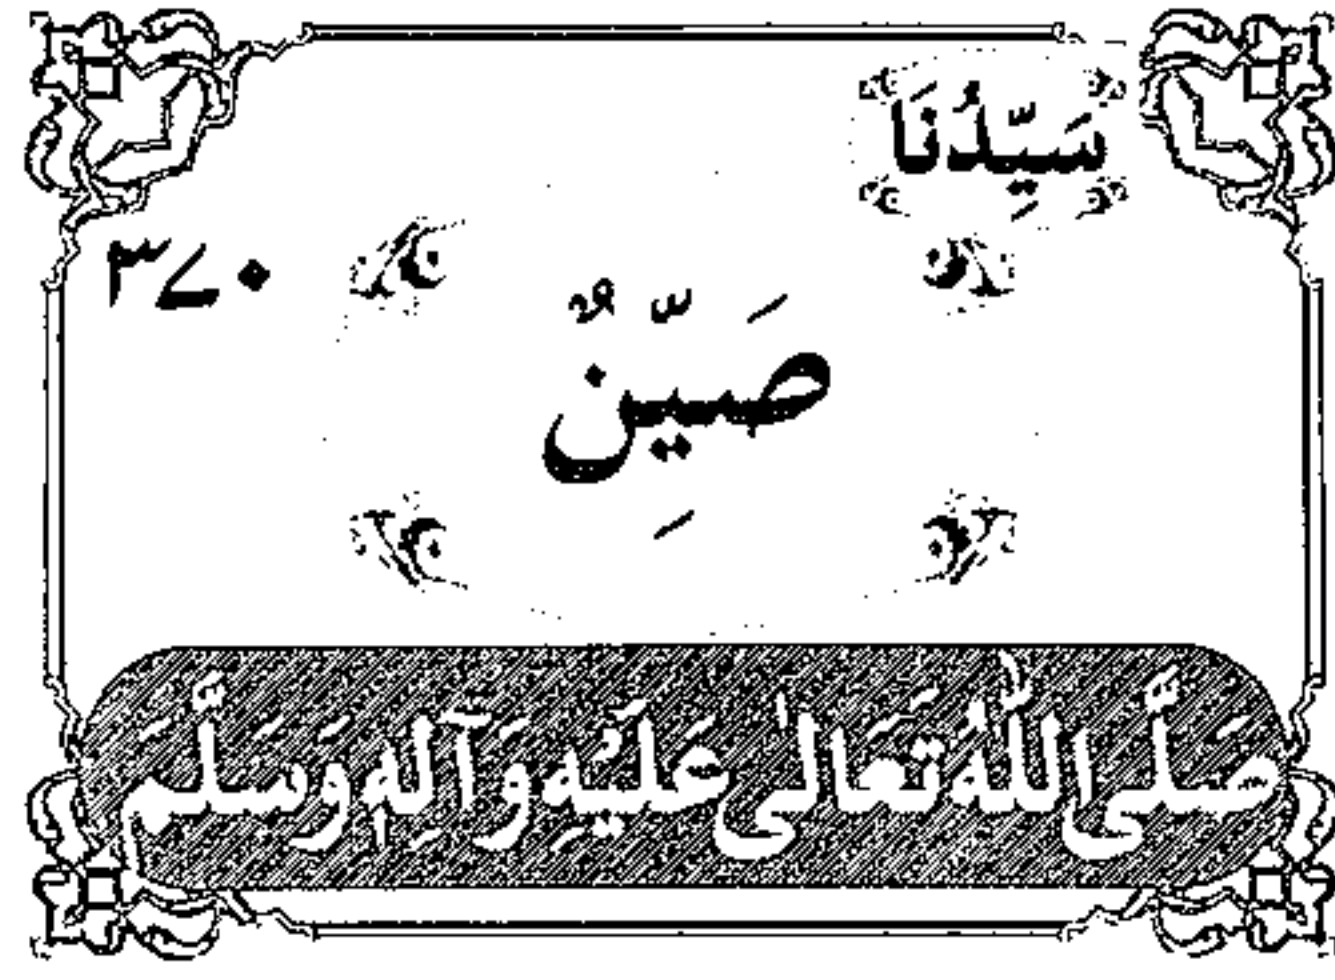 سَيِّدُنَا
۳۷۰
صَيِّنٌ
صَلَّى اللّٰهُ تَعَالٰى عَلَيْهِ وَآلِهٖ وَسَلَّمَ